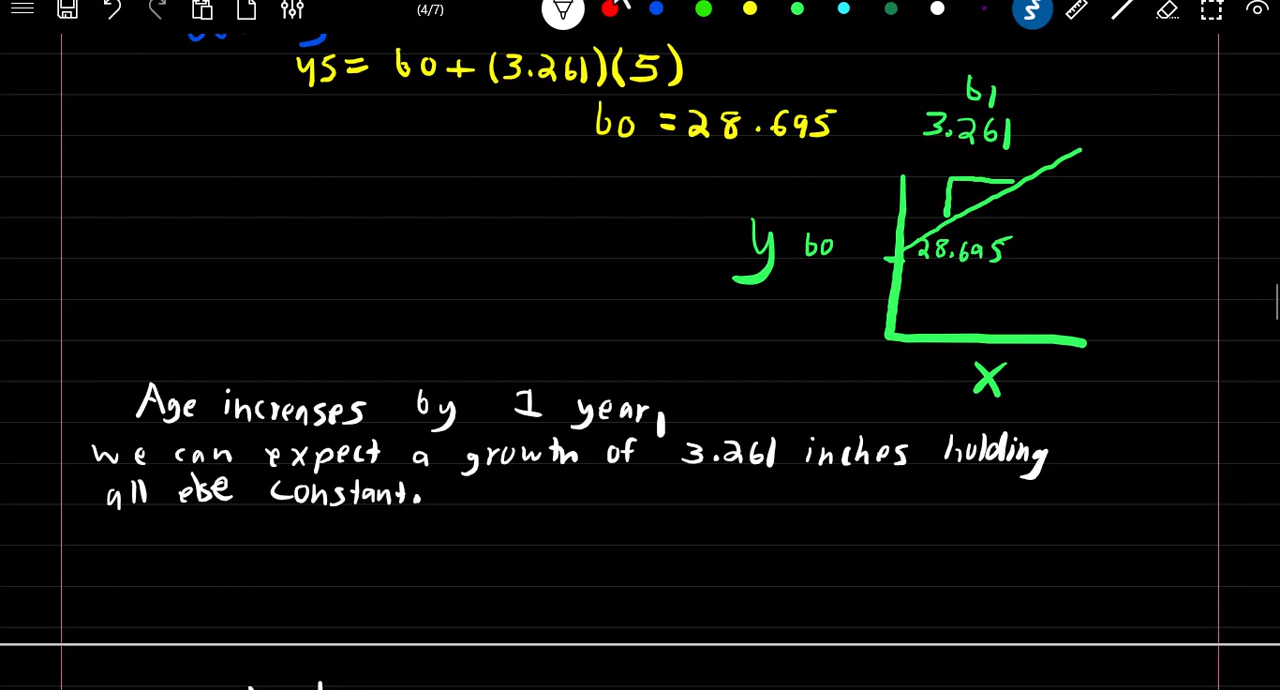 (4/7)
45 = b0 + (3.261)(5)
b0 = 28.695
b1
3.261
y b0
28.695
x
Age increases by 1 year,
we can expect a growth of 3.261 inches holding
all else constant.